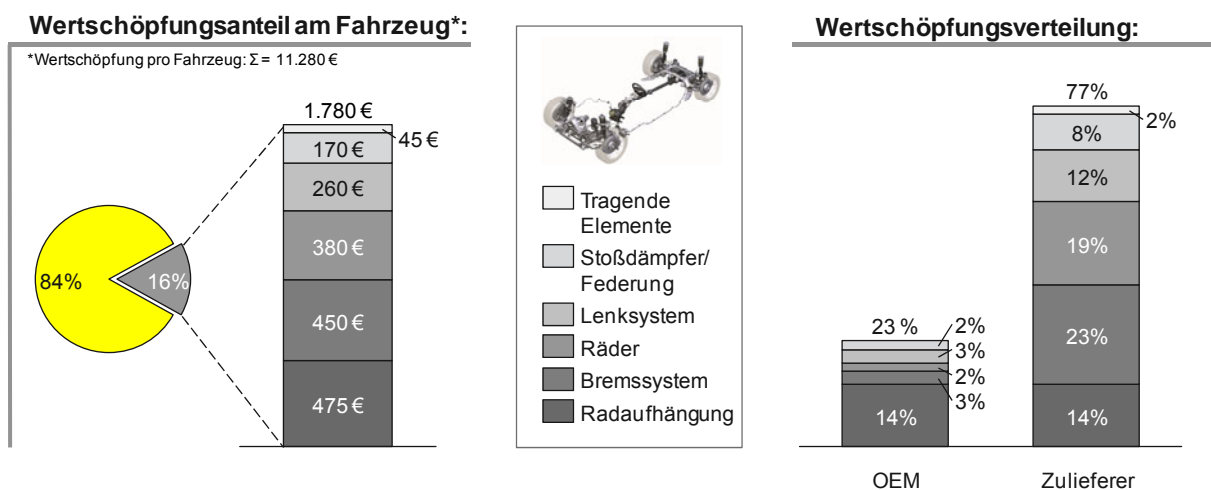 Wertschöpfungsanteil am Fahrzeug*:
*Wertschöpfung pro Fahrzeug: Σ = 11.280 €
84%
16%
1.780 €
45 €
170 €
260 €
380 €
450 €
475 €
Tragende
Elemente
Stoßdämpfer/
Federung
Lenksystem
Räder
Bremssystem
Radaufhängung
Wertschöpfungsverteilung:
23 %
2%
3%
2%
3%
14%
OEM
77%
2%
8%
12%
19%
23%
14%
Zulieferer